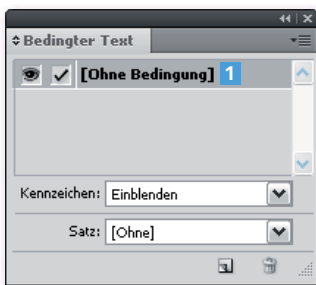 Bedingter Text
[Ohne Bedingung] 1
Kennzeichen: Einblenden
Satz: [Ohne]